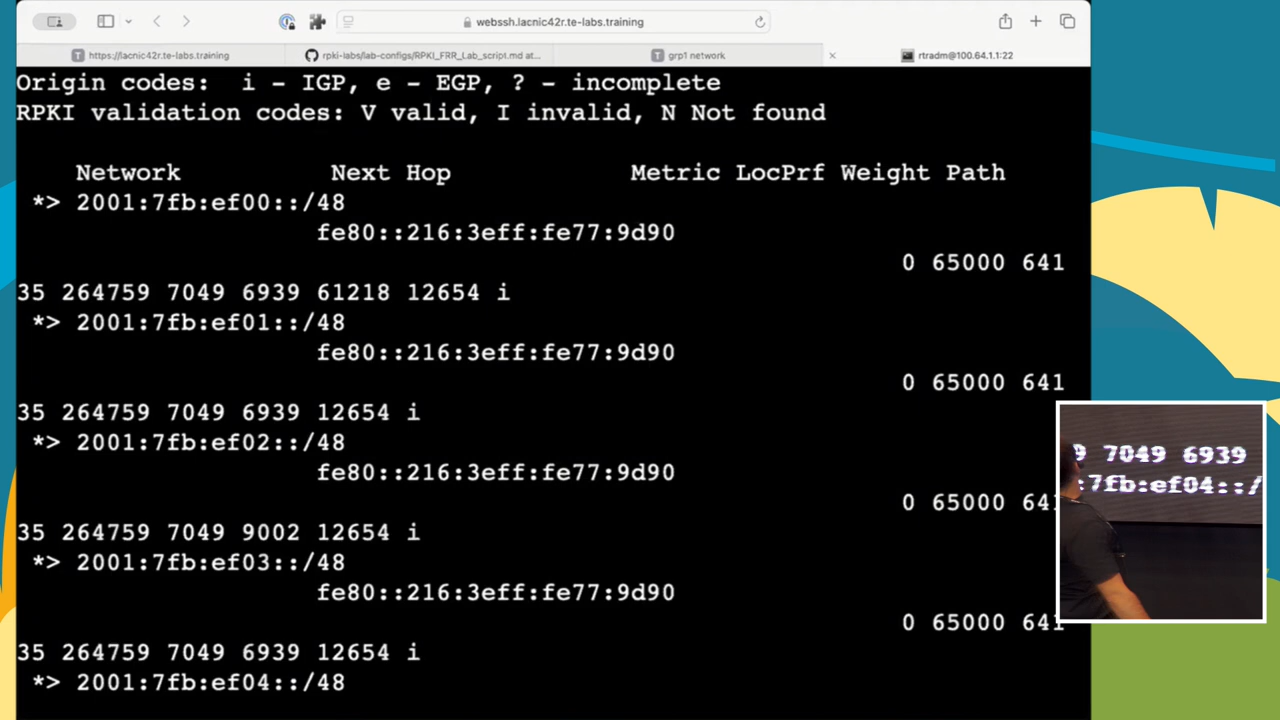 webssh.lacnic42r.te-labs.training
https://lacnic42r.te-labs.training
rpki-labs/lab-configs/RPKI_FRR_Lab_script.md at...
grp1 network
rtradm@100.64.1.1:22
Origin codes:  i - IGP, e - EGP, ? - incomplete
RPKI validation codes: V valid, I invalid, N Not found
Network Next Hop Metric LocPrf Weight Path
*> 2001:7fb:ef00::/48
fe80::216:3eff:fe77:9d90
0 65000 641
35 264759 7049 6939 61218 12654 i
*> 2001:7fb:ef01::/48
fe80::216:3eff:fe77:9d90
0 65000 641
35 264759 7049 6939 12654 i
*> 2001:7fb:ef02::/48
fe80::216:3eff:fe77:9d90
0 65000 641
35 264759 7049 9002 12654 i
*> 2001:7fb:ef03::/48
fe80::216:3eff:fe77:9d90
0 65000 641
35 264759 7049 6939 12654 i
*> 2001:7fb:ef04::/48
9 7049 6939
:7fb:ef04::/